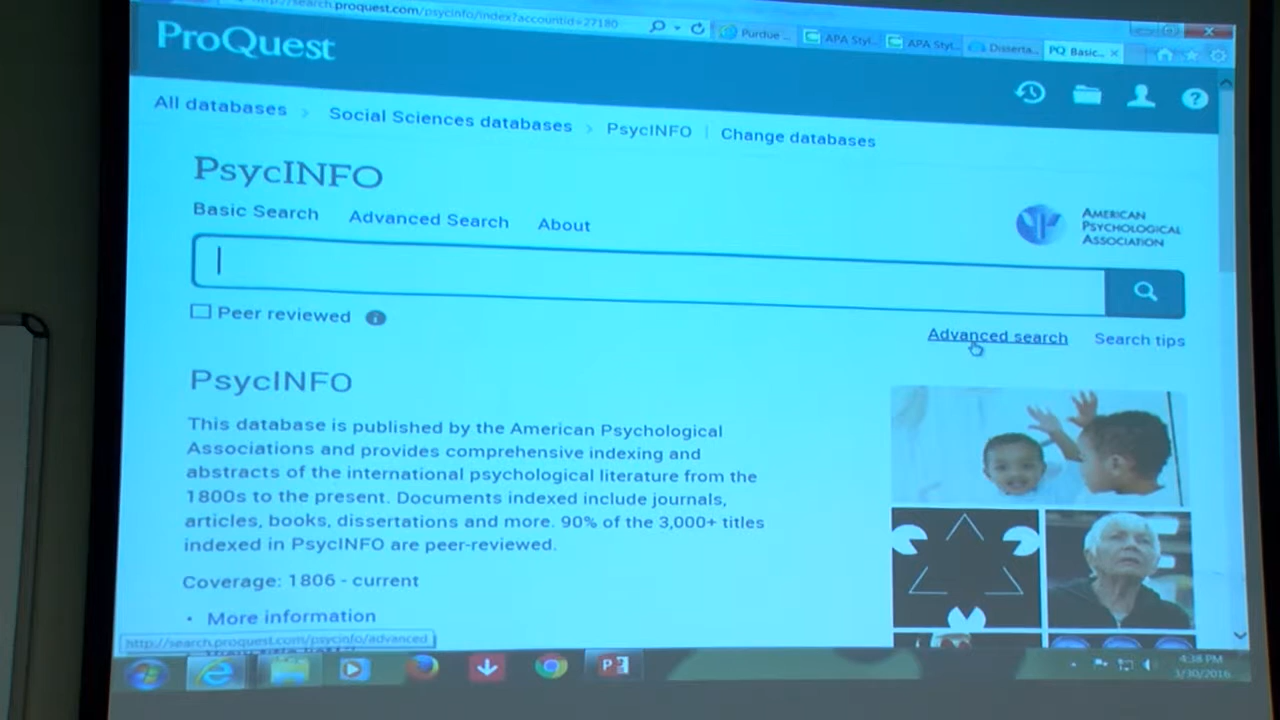 http://search.proquest.com/psycinfo/index?accountid=27180
Purdue ...
APA Styl...
APA Styl...
Disserta...
PQ Basic...
ProQuest
All databases > Social Sciences databases > PsycINFO | Change databases
PsycINFO
Basic Search Advanced Search About
AMERICAN
PSYCHOLOGICAL
ASSOCIATION
Peer reviewed
Advanced search Search tips
PsycINFO
This database is published by the American Psychological
Associations and provides comprehensive indexing and
abstracts of the international psychological literature from the
1800s to the present. Documents indexed include journals,
articles, books, dissertations and more. 90% of the 3,000+ titles
indexed in PsycINFO are peer-reviewed.
Coverage: 1806 - current
• More information
http://search.proquest.com/psycinfo/advanced
4:38 PM
3/30/2016